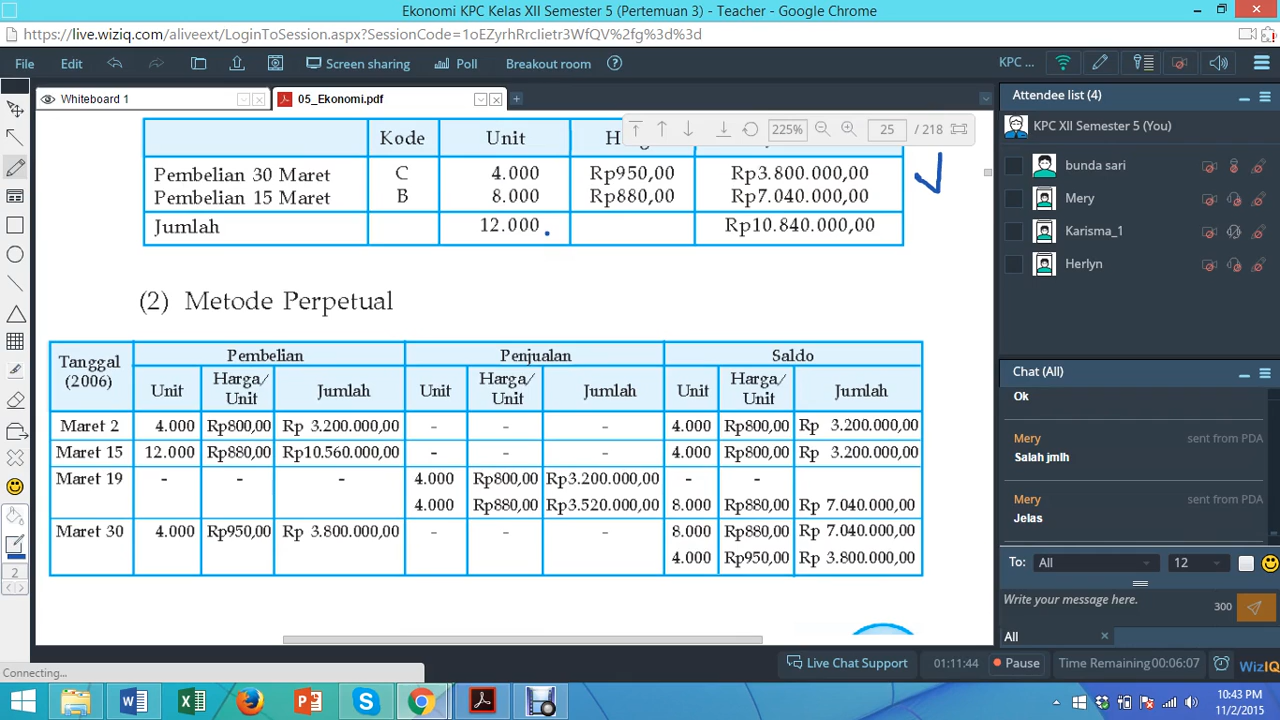 Ekonomi KPC Kelas XII Semester 5 (Pertemuan 3) - Teacher - Google Chrome
https://live.wiziq.com/aliveext/LoginToSession.aspx?SessionCode=1oEZyrhRrcIietr3WfQV%2fg%3d%3d
File Edit Screen sharing Poll Breakout room ? KPC ...
Whiteboard 1 05_Ekonomi.pdf
225% 25 / 218
Kode Unit
Pembelian 30 Maret C 4.000 Rp950,00 Rp3.800.000,00
Pembelian 15 Maret B 8.000 Rp880,00 Rp7.040.000,00
Jumlah 12.000 Rp10.840.000,00
(2) Metode Perpetual
Tanggal (2006) Pembelian Penjualan Saldo
Unit Harga/Unit Jumlah Unit Harga/Unit Jumlah Unit Harga/Unit Jumlah
Maret 2 4.000 Rp800,00 Rp 3.200.000,00 - - - 4.000 Rp800,00 Rp 3.200.000,00
Maret 15 12.000 Rp880,00 Rp10.560.000,00 - - - 4.000 Rp800,00 Rp 3.200.000,00
Maret 19 - - - 4.000 Rp800,00 Rp3.200.000,00 - -
4.000 Rp880,00 Rp3.520.000,00 8.000 Rp880,00 Rp 7.040.000,00
Maret 30 4.000 Rp950,00 Rp 3.800.000,00 - - - 8.000 Rp880,00 Rp 7.040.000,00
4.000 Rp950,00 Rp 3.800.000,00
Attendee list (4)
KPC XII Semester 5 (You)
bunda sari
Mery
Karisma_1
Herlyn
Chat (All)
Ok
Mery sent from PDA
Salah jmlh
Mery sent from PDA
Jelas
To: All 12
Write your message here. 300
All
2
Connecting...
Live Chat Support 01:11:44 Pause Time Remaining 00:06:07 WizIQ
10:43 PM
11/2/2015